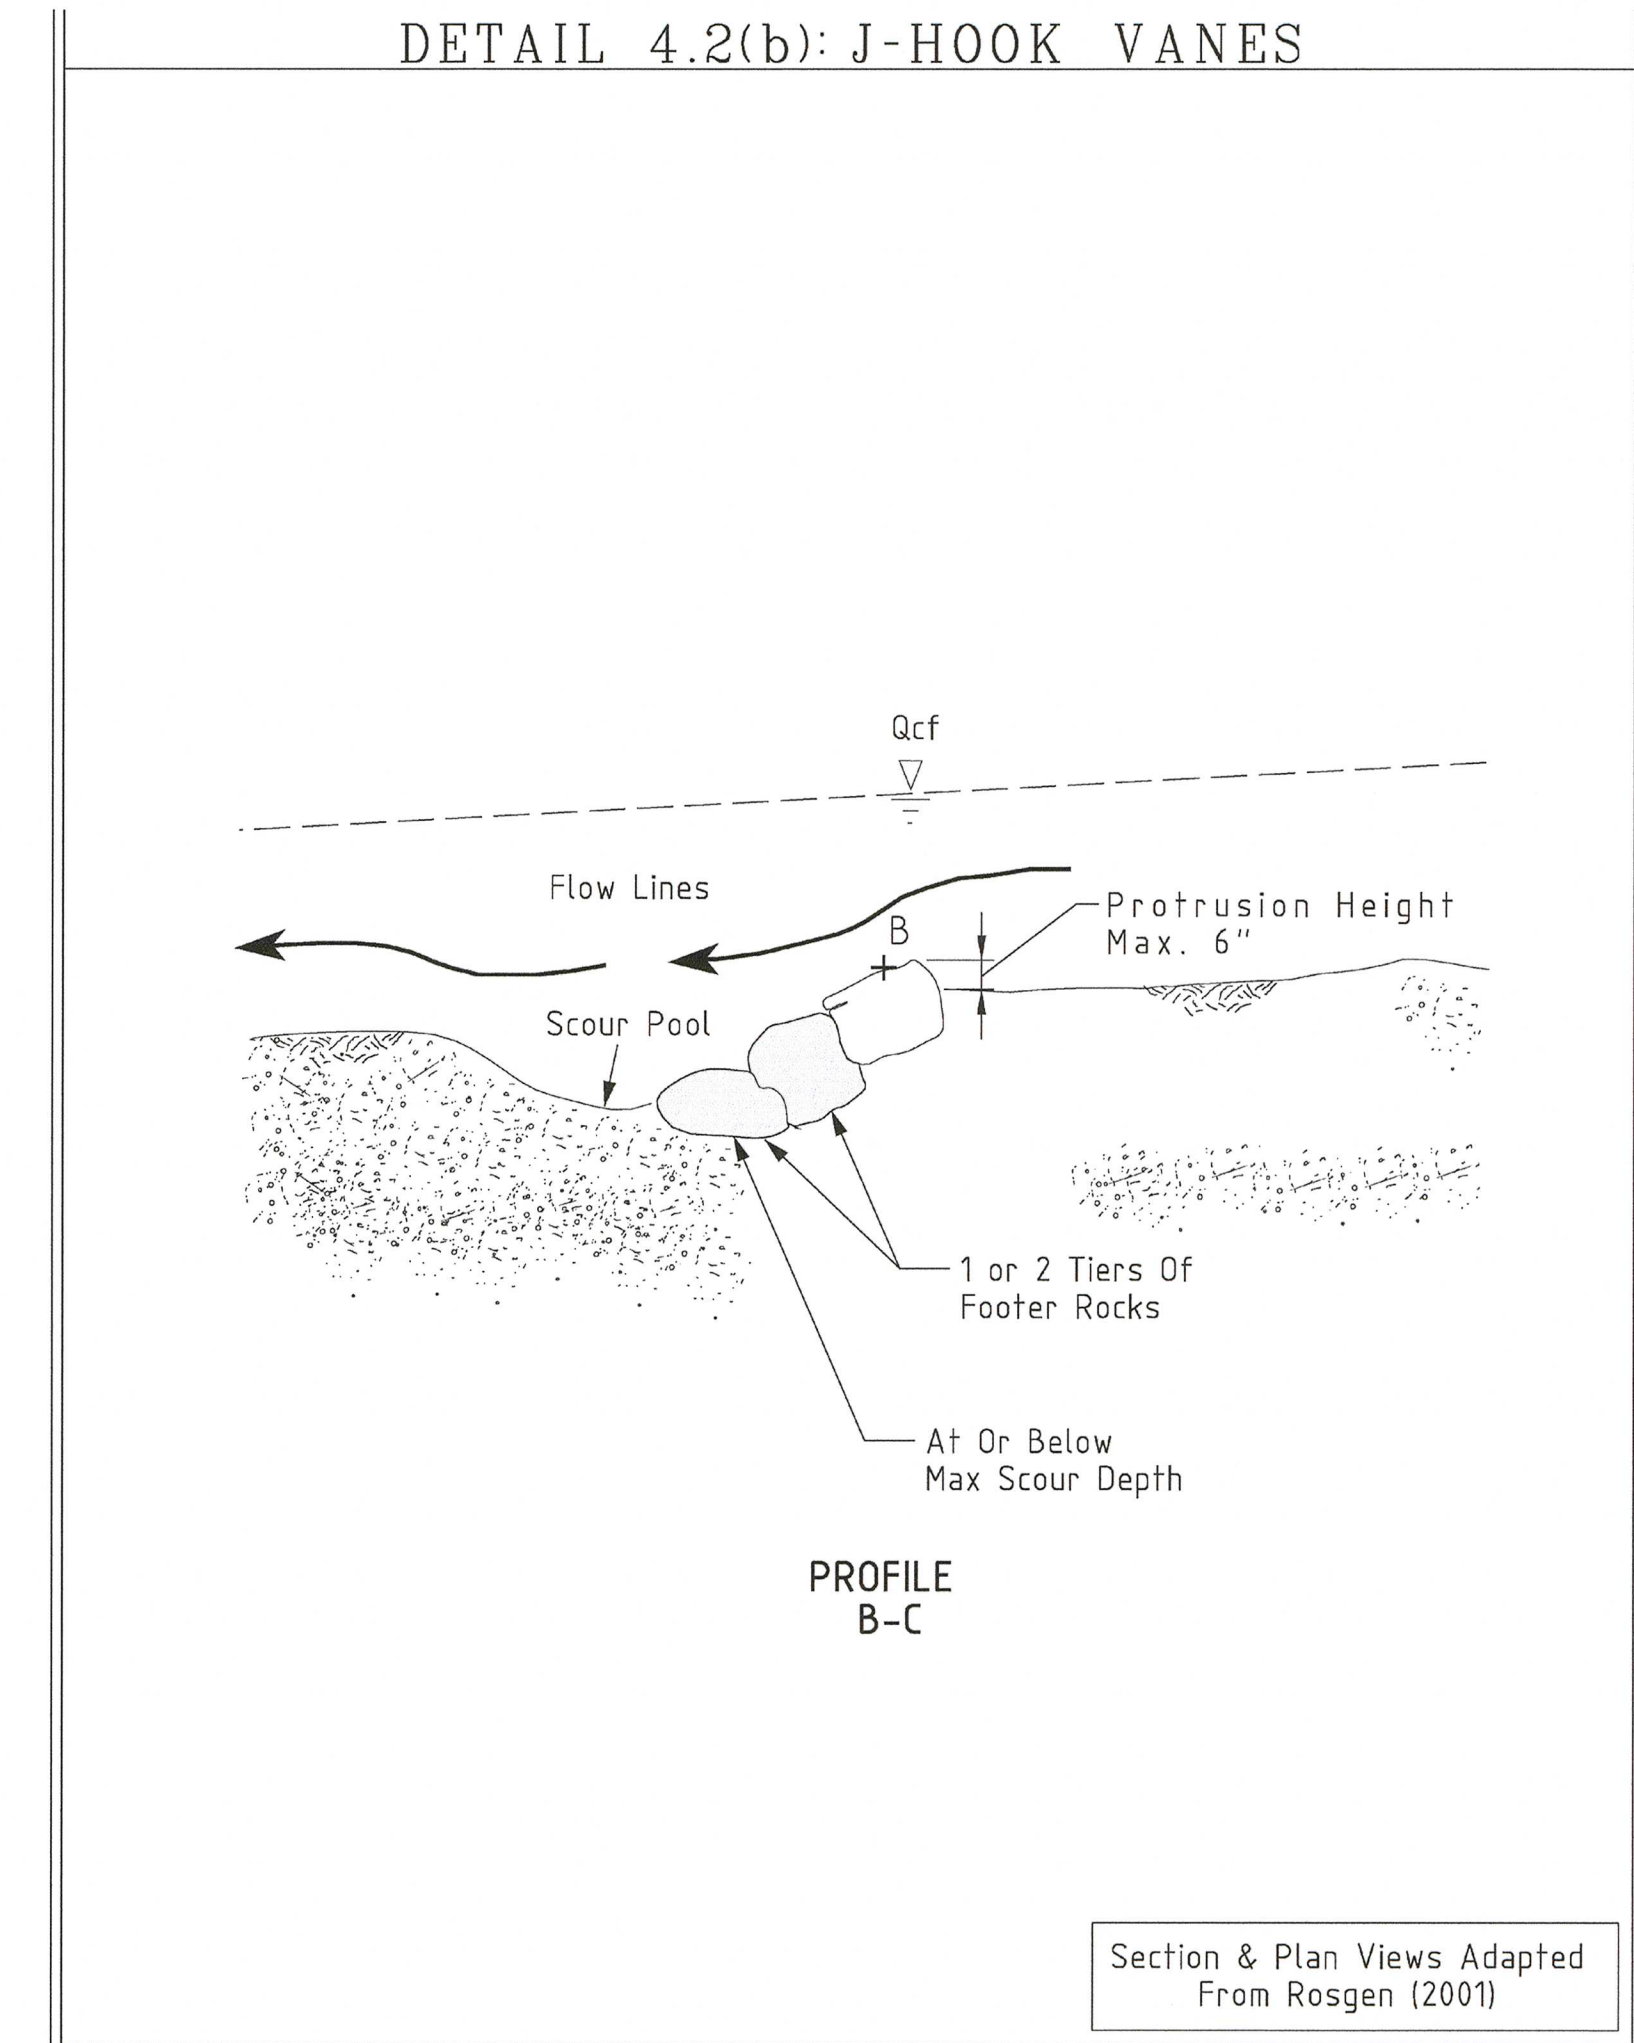 DETAIL 4.2(b): J-HOOK VANES
Qcf
Flow Lines
B
Protrusion Height
Max. 6"
Scour Pool
1 or 2 Tiers Of
Footer Rocks
At Or Below
Max Scour Depth
PROFILE
B-C
Section & Plan Views Adapted
From Rosgen (2001)